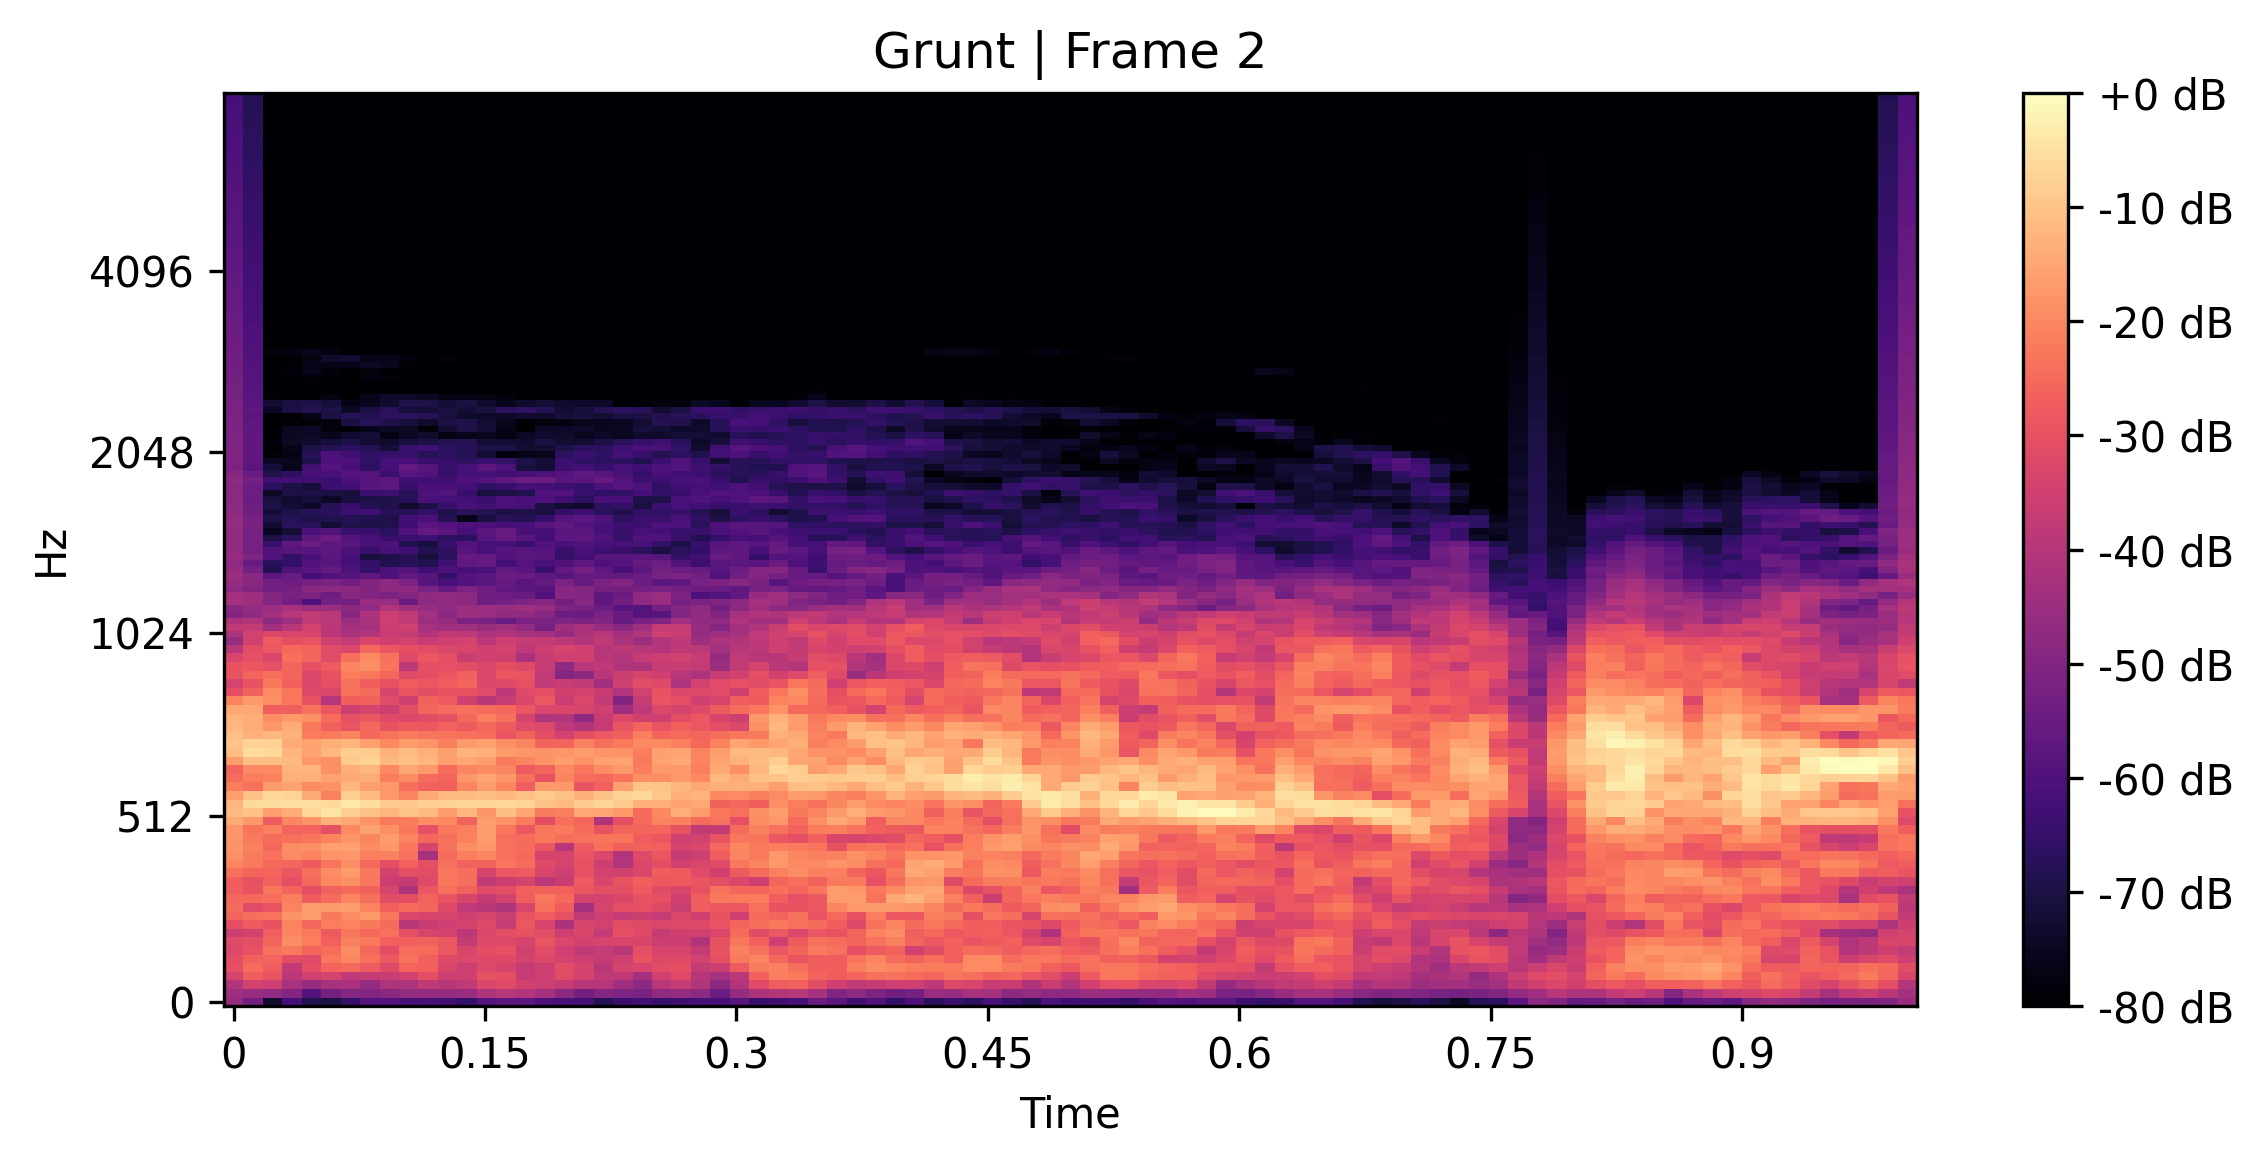 Grunt | Frame 2
+0 dB
-10 dB
-20 dB
-30 dB
-40 dB
-50 dB
-60 dB
-70 dB
-80 dB
Hz
4096
2048
1024
512
0
0 0.15 0.3 0.45 0.6 0.75 0.9
Time